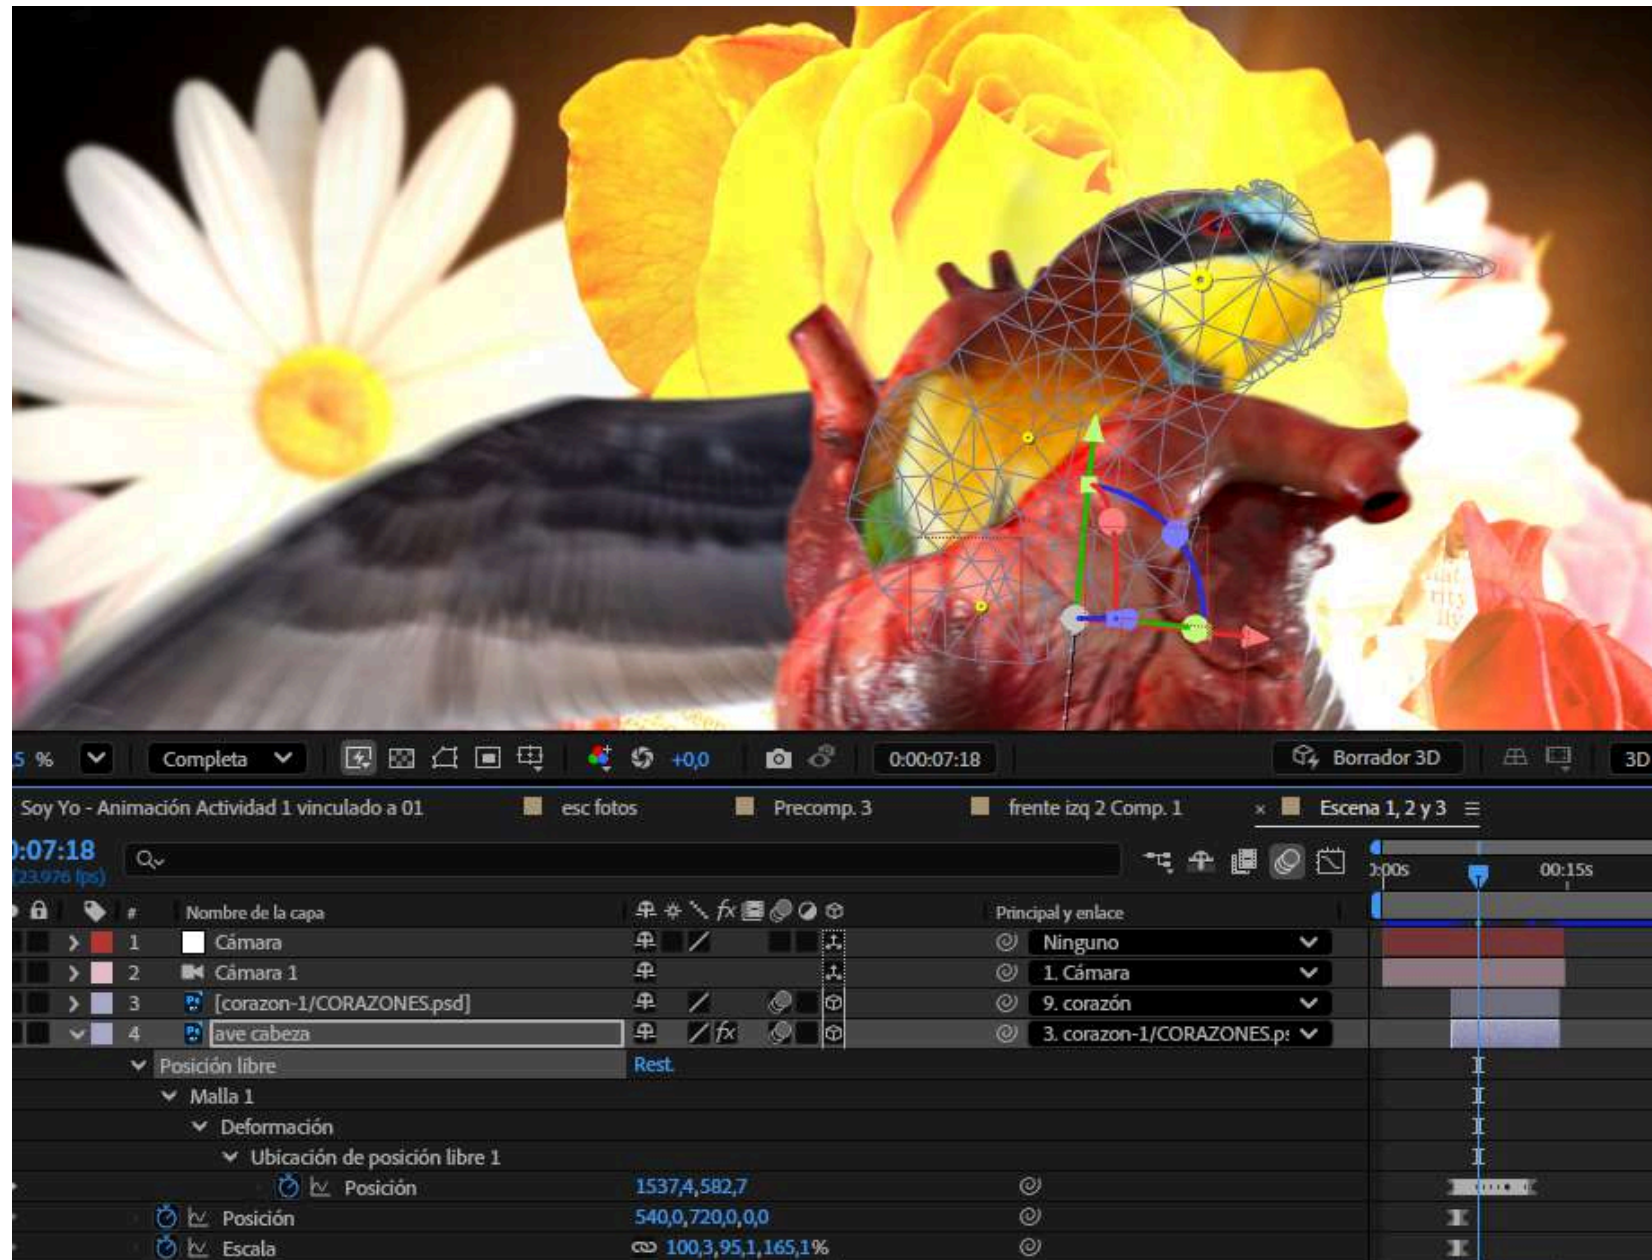 Completa
+0,0
0:00:07:18
Borrador 3D
3D
Soy Yo - Animación Actividad 1 vinculado a 01
esc fotos
Precomp. 3
frente izq 2 Comp. 1
× Escena 1, 2 y 3
:07:18
(23.976 fps)
:00s
00:15s
# Nombre de la capa
fx
Principal y enlace
1 Cámara
Ninguno
2 Cámara 1
1. Cámara
3 [corazon-1/CORAZONES.psd]
9. corazón
4 ave cabeza
fx
3. corazon-1/CORAZONES.ps
Posición libre
Rest.
Malla 1
Deformación
Ubicación de posición libre 1
Posición
1537,4,582,7
Posición
540,0,720,0,0,0
Escala
100,3,95,1,165,1%